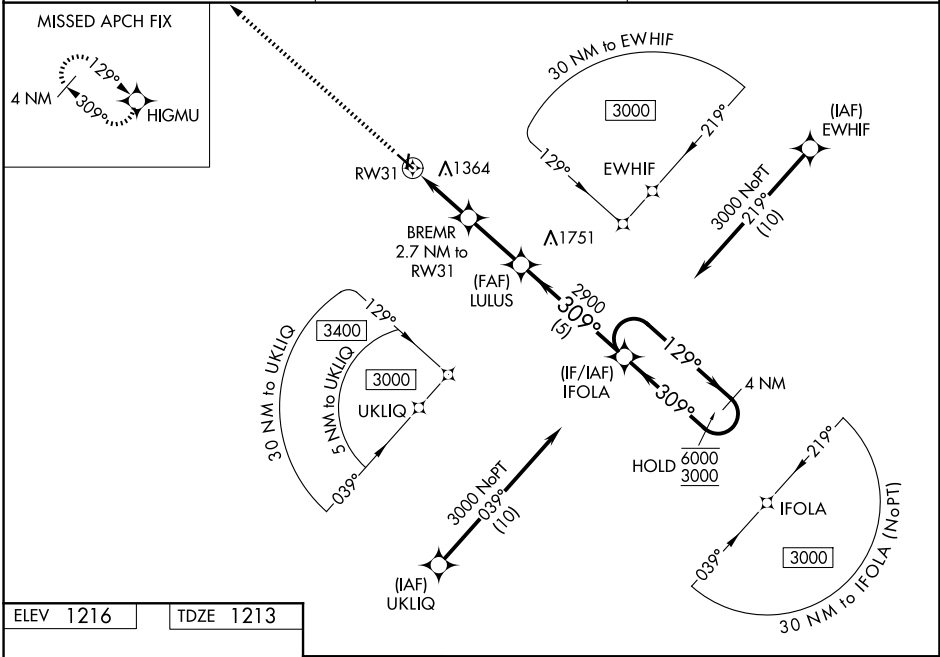 MISSED APCH FIX
129°
4 NM
309°
HIGMU
30 NM to EWHIF
3000
219°
129°
EWHIF
(IAF)
EWHIF
3000 NoPT
219°
(10)
RW31
1364
BREMR
2.7 NM to
RW31
1751
(FAF)
LULUS
2900
309°
(5)
(IF/IAF)
IFOLA
129°
309°
4 NM
HOLD
6000
3000
30 NM to UKLIQ
129°
3400
5 NM to UKLIQ
3000
UKLIQ
039°
3000 NoPT
039°
(10)
(IAF)
UKLIQ
219°
IFOLA
039°
3000
30 NM to IFOLA (NoPT)
ELEV 1216
TDZE 1213